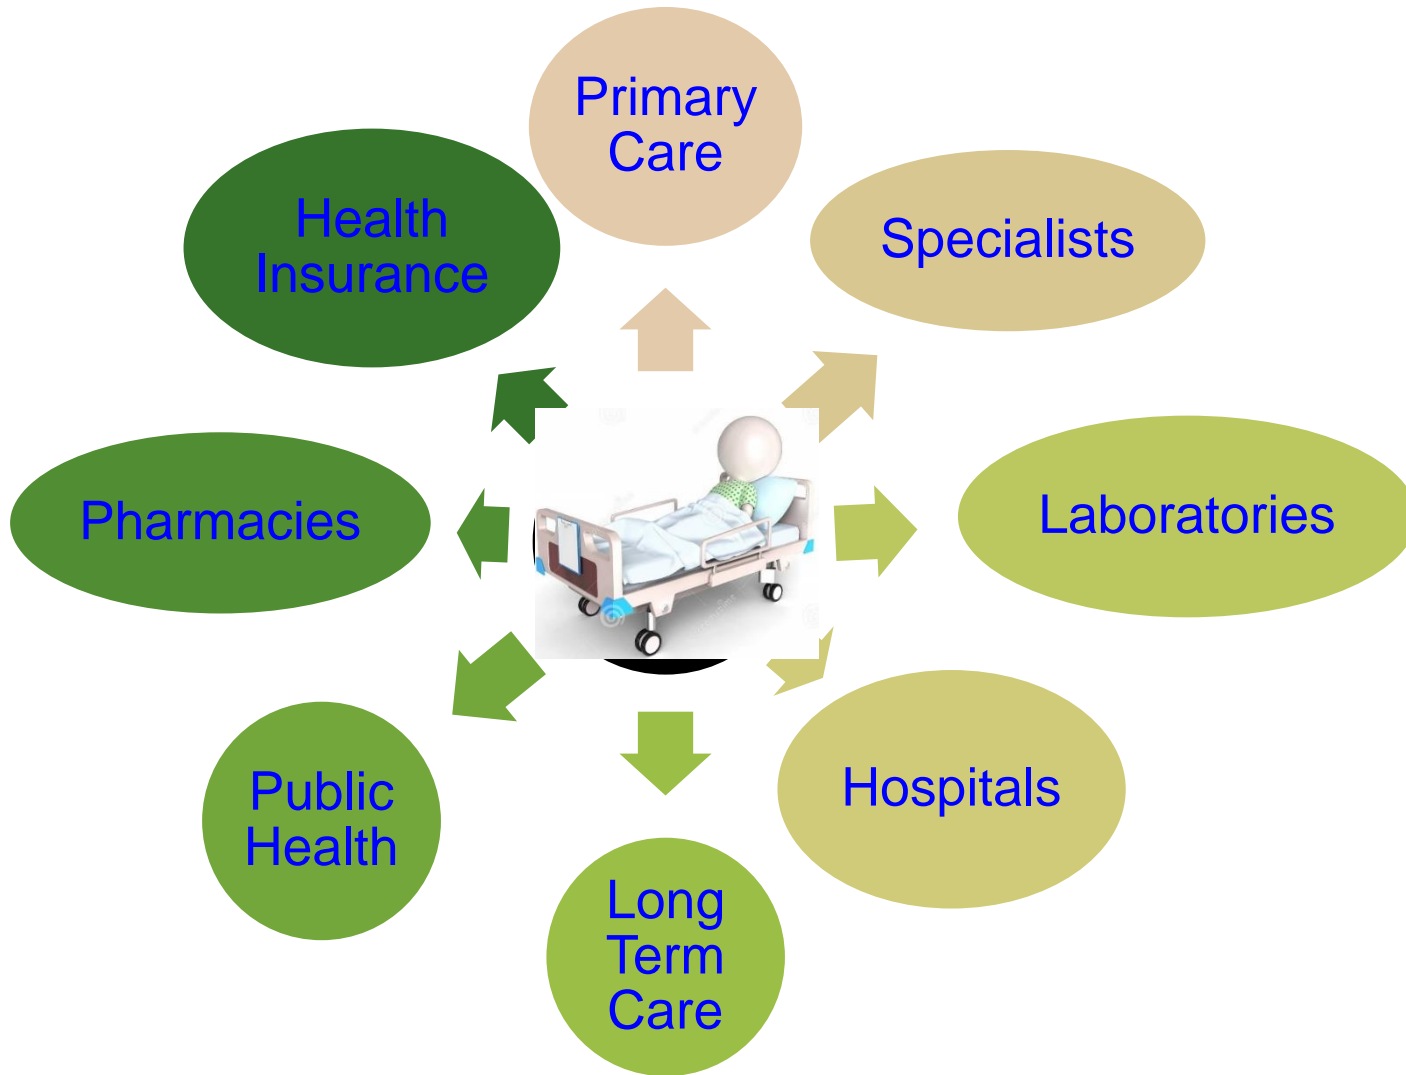 Primary
Care
Specialists
Laboratories
Hospitals
Long
Term
Care
Public
Health
Pharmacies
Health
Insurance